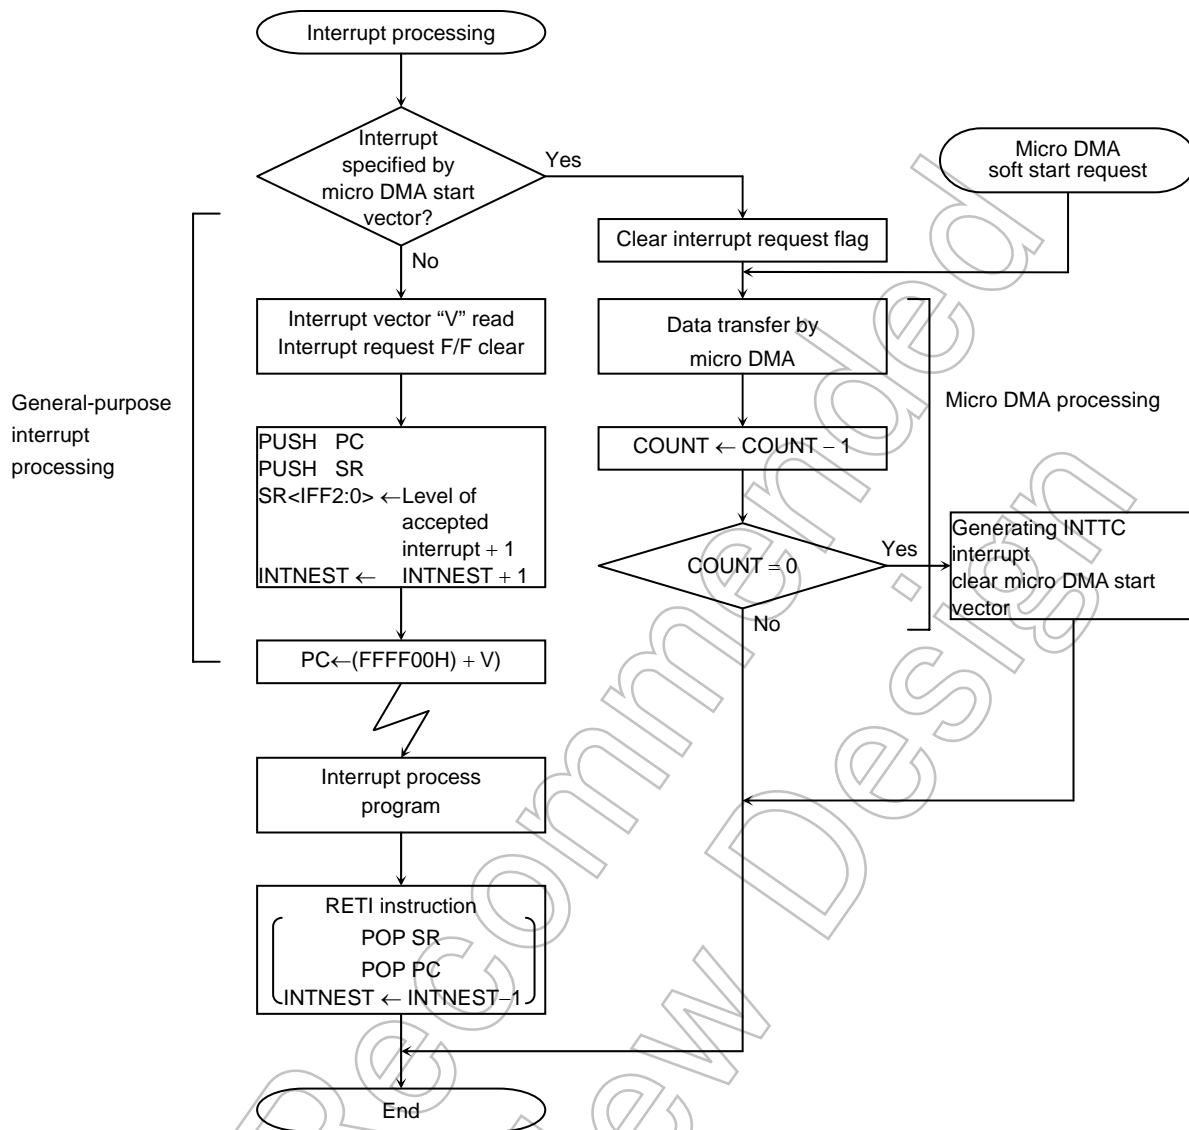 Interrupt processing
Interrupt
specified by
micro DMA start
vector?
Yes
No
Micro DMA
soft start request
Clear interrupt request flag
Interrupt vector “V” read
Interrupt request F/F clear
Data transfer by
micro DMA
General-purpose
interrupt
processing
Micro DMA processing
PUSH PC
PUSH SR
SR<IFF2:0> ←Level of
accepted
interrupt + 1
INTNEST ← INTNEST + 1
COUNT ← COUNT − 1
COUNT = 0
Yes
No
Generating INTTC
interrupt
clear micro DMA start
vector
PC←(FFFF00H) + V)
Interrupt process
program
RETI instruction
POP SR
POP PC
INTNEST ← INTNEST−1
End
Recommended
New Design